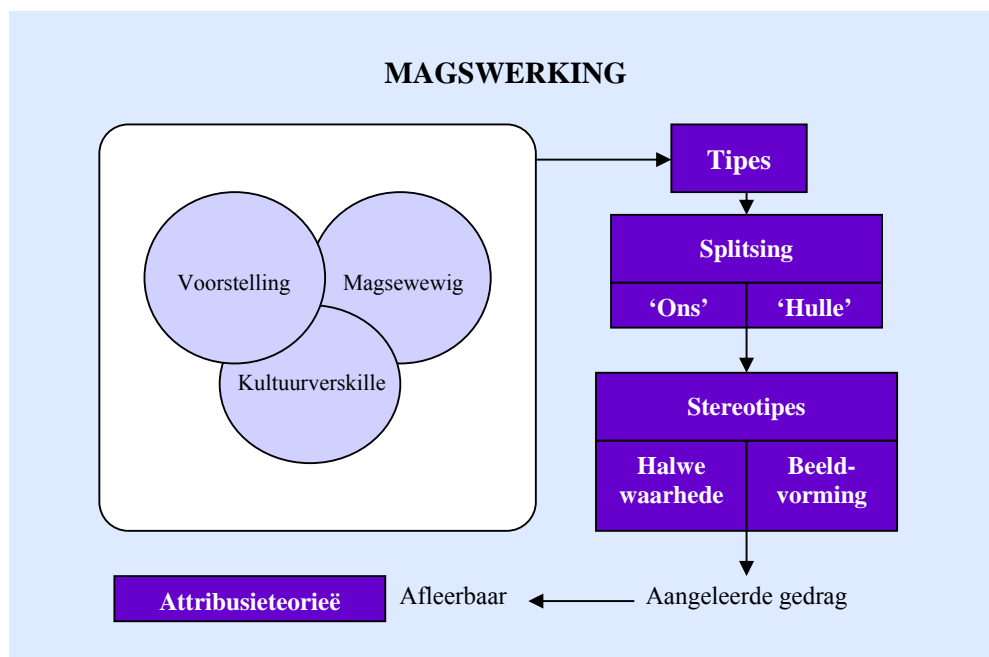 MAGSWERKING
Voorstelling
Magsewewig
Kultuurverskille
Tipes
Splitsing
‘Ons’
‘Hulle’
Stereotipes
Halwe
waarhede
Beeld-
vorming
Attribusieteorieë
Afleerbaar
Aangeleerde gedrag